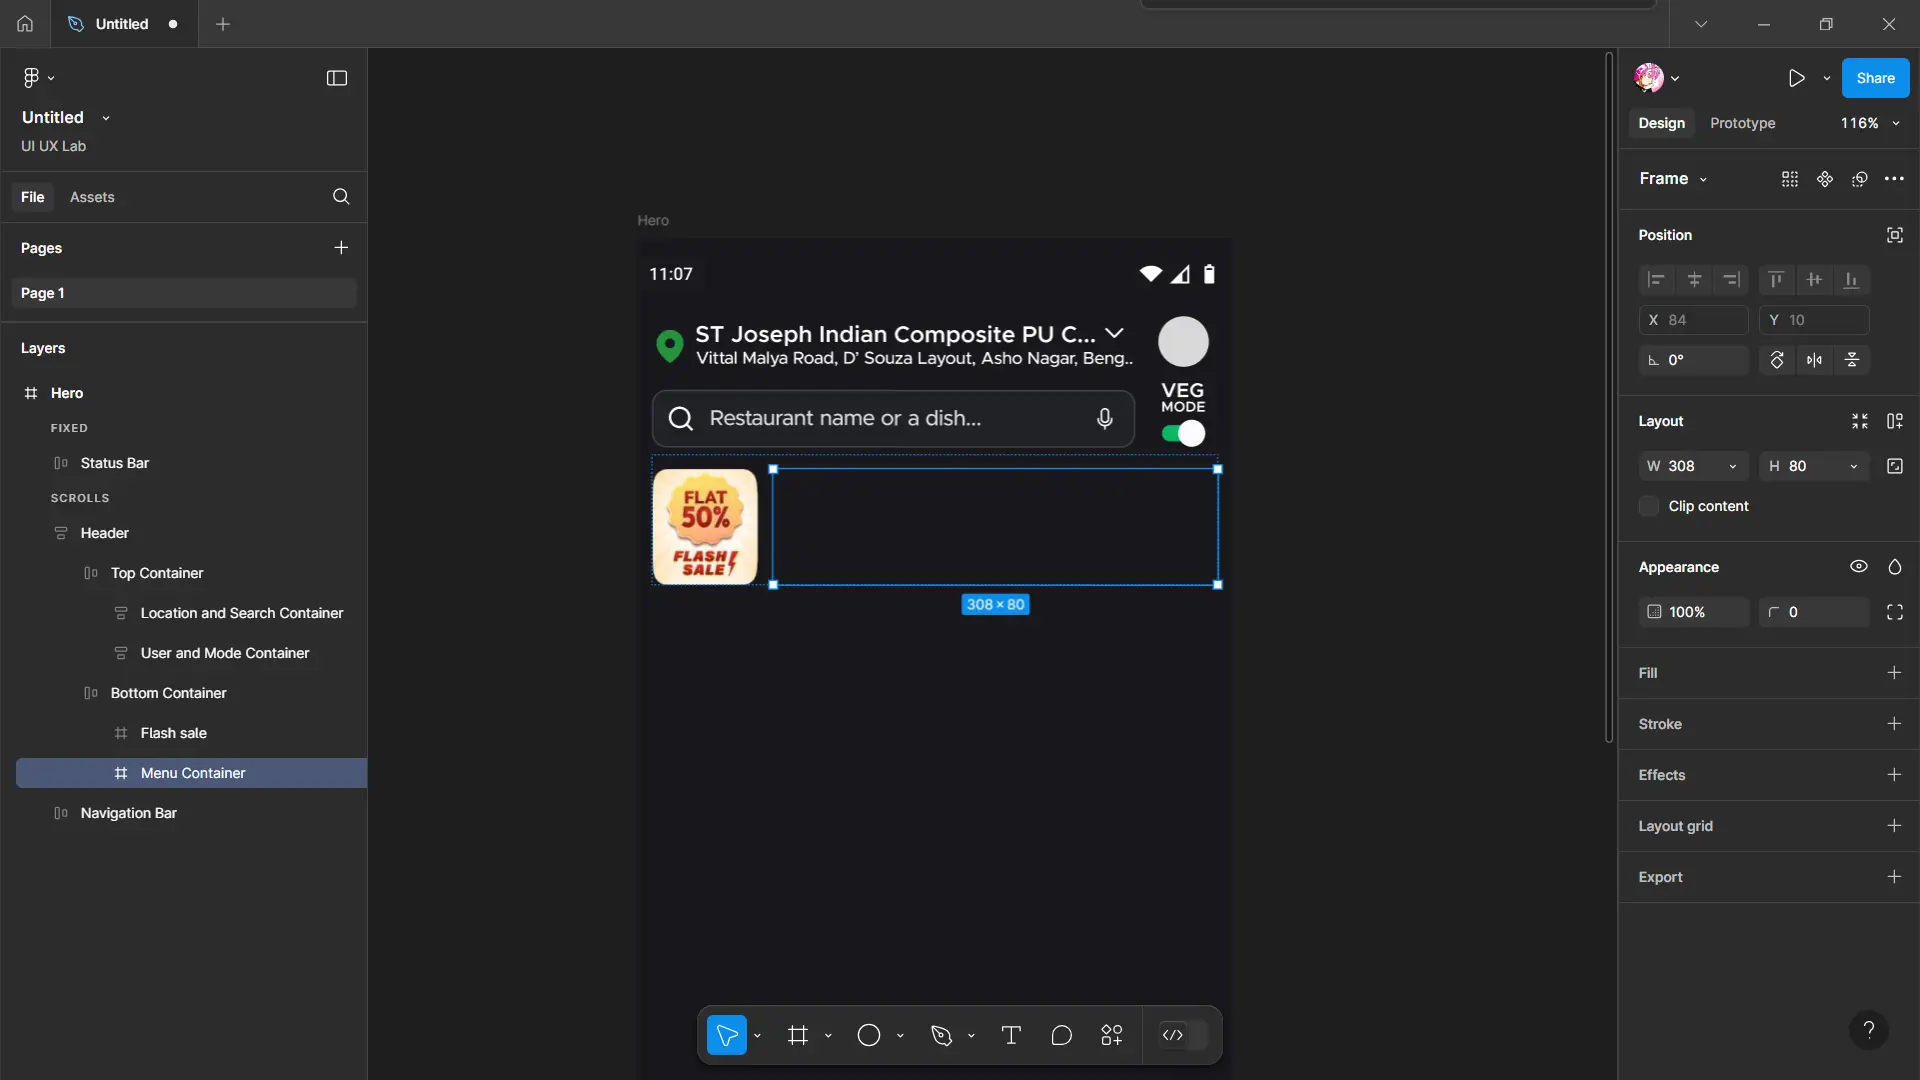 Untitled
Untitled
UI UX Lab
File
Assets
Pages
Page 1
Layers
Hero
FIXED
Status Bar
SCROLLS
Header
Top Container
Location and Search Container
User and Mode Container
Bottom Container
Flash sale
Menu Container
Navigation Bar
Hero
11:07
ST Joseph Indian Composite PU C...
Vittal Malya Road, D' Souza Layout, Asho Nagar, Beng..
VEG
MODE
Restaurant name or a dish...
FLAT
50%
FLASH
SALE
308 × 80
Share
Design
Prototype
116%
Frame
Position
X 84
Y 10
0°
Layout
W 308
H 80
Clip content
Appearance
100%
0
Fill
Stroke
Effects
Layout grid
Export
?